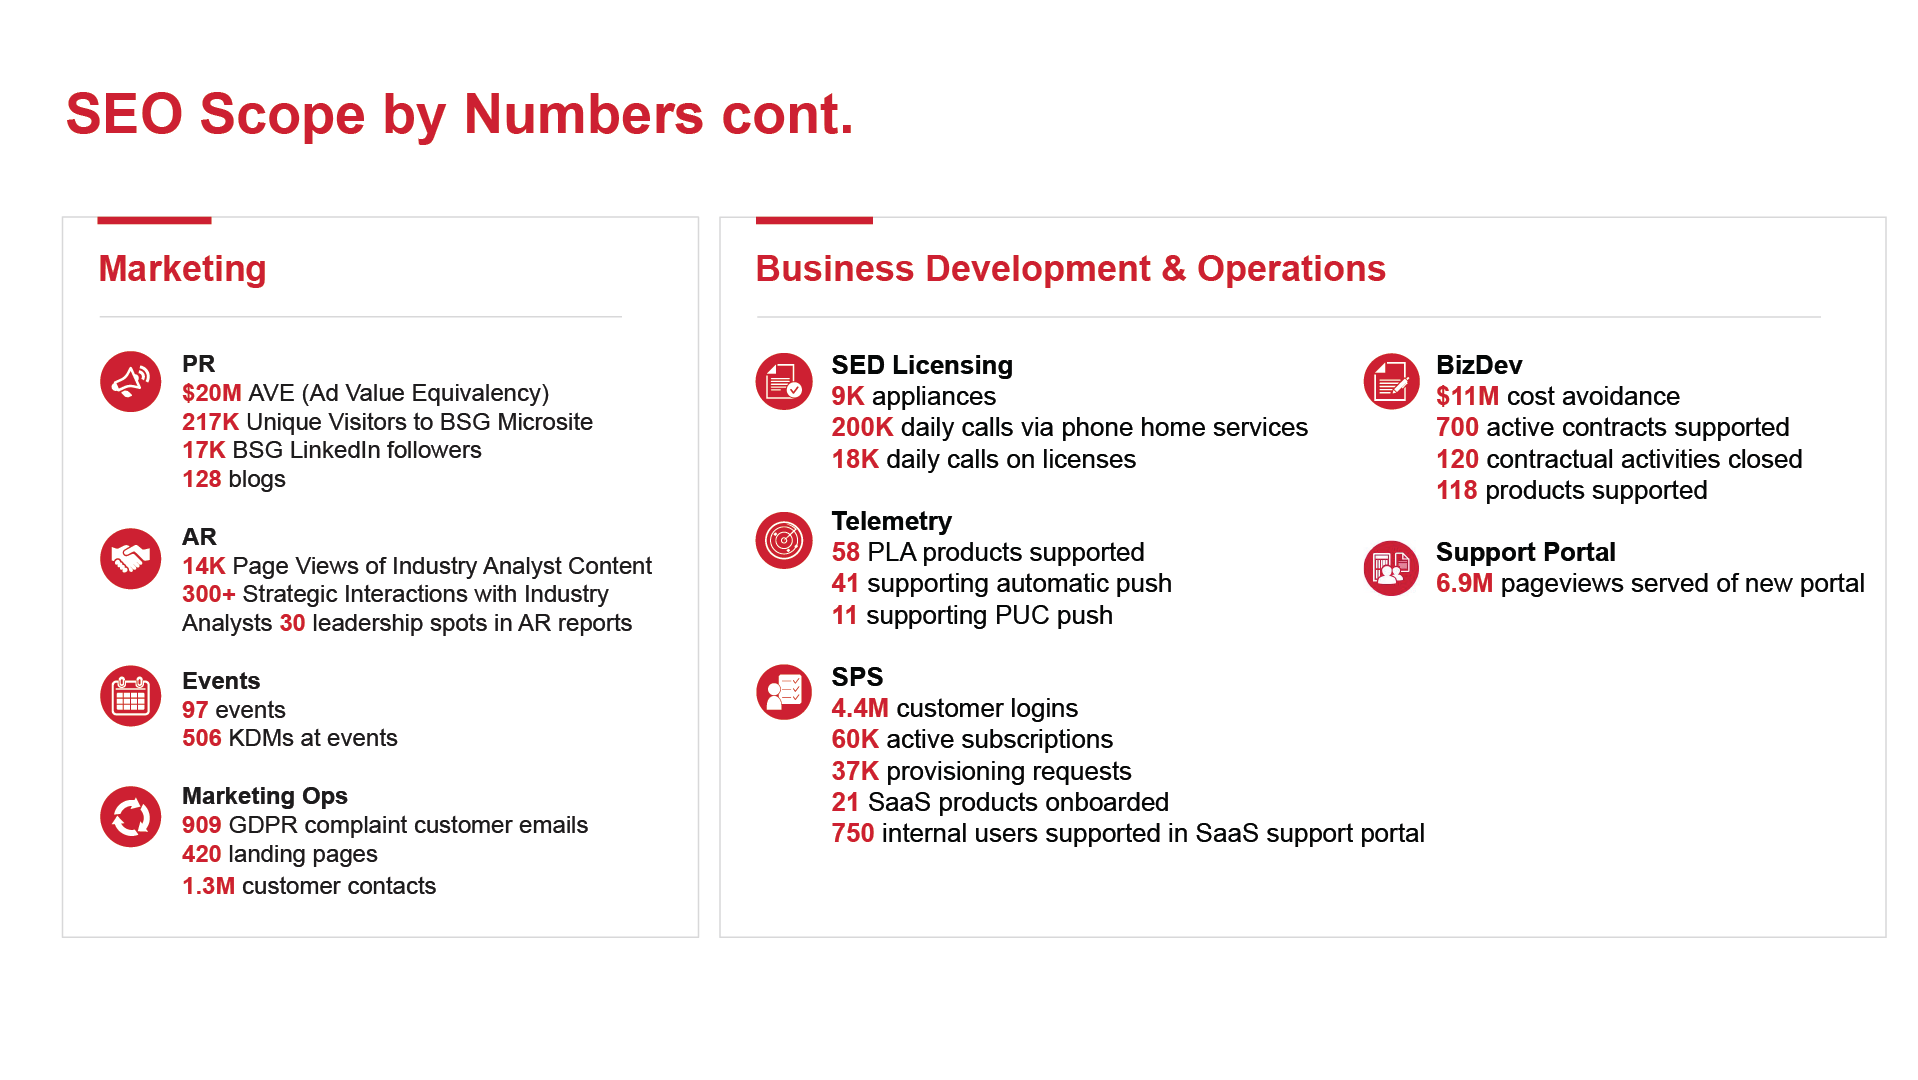 SEO Scope by Numbers cont.
Marketing
PR
$20M AVE (Ad Value Equivalency)
217K Unique Visitors to BSG Microsite
17K BSG LinkedIn followers
128 blogs
AR
14K Page Views of Industry Analyst Content
300+ Strategic Interactions with Industry
Analysts 30 leadership spots in AR reports
Events
97 events
506 KDMs at events
Marketing Ops
909 GDPR complaint customer emails
420 landing pages
1.3M customer contacts
Business Development & Operations
SED Licensing
9K appliances
200K daily calls via phone home services
18K daily calls on licenses
Telemetry
58 PLA products supported
41 supporting automatic push
11 supporting PUC push
SPS
4.4M customer logins
60K active subscriptions
37K provisioning requests
21 SaaS products onboarded
750 internal users supported in SaaS support portal
BizDev
$11M cost avoidance
700 active contracts supported
120 contractual activities closed
118 products supported
Support Portal
6.9M pageviews served of new portal